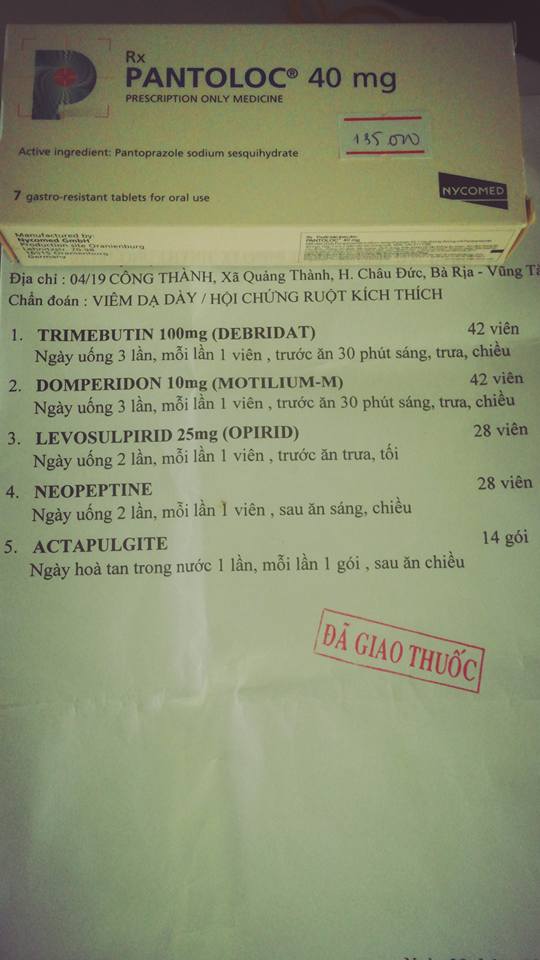 Rx
PANTOLOC® 40 mg
PRESCRIPTION ONLY MEDICINE
135.000
Active ingredient: Pantoprazole sodium sesquihydrate
NYCOMED
7 gastro-resistant tablets for oral use
Manufactured by:
Nycomed GmbH
Production site Oranienburg
Lehnitzstr. 70-98
16515 Oranienburg
Germany
PANTOLOC® 40 mg
Địa chỉ : 04/19 CÔNG THÀNH, Xã Quảng Thành, H. Châu Đức, Bà Rịa - Vũng
Chẩn đoán : VIÊM DẠ DÀY / HỘI CHỨNG RUỘT KÍCH THÍCH
1. TRIMEBUTIN 100mg (DEBRIDAT) 42 viên
Ngày uống 3 lần, mỗi lần 1 viên , trước ăn 30 phút sáng, trưa, chiều
2. DOMPERIDON 10mg (MOTILIUM-M) 42 viên
Ngày uống 3 lần, mỗi lần 1 viên , trước ăn 30 phút sáng, trưa, chiều
3. LEVOSULPIRID 25mg (OPIRID) 28 viên
Ngày uống 2 lần, mỗi lần 1 viên , trước ăn trưa, tối
4. NEOPEPTINE 28 viên
Ngày uống 2 lần, mỗi lần 1 viên , sau ăn sáng, chiều
5. ACTAPULGITE 14 gói
Ngày hoà tan trong nước 1 lần, mỗi lần 1 gói , sau ăn chiều
ĐÃ GIAO THUỐC